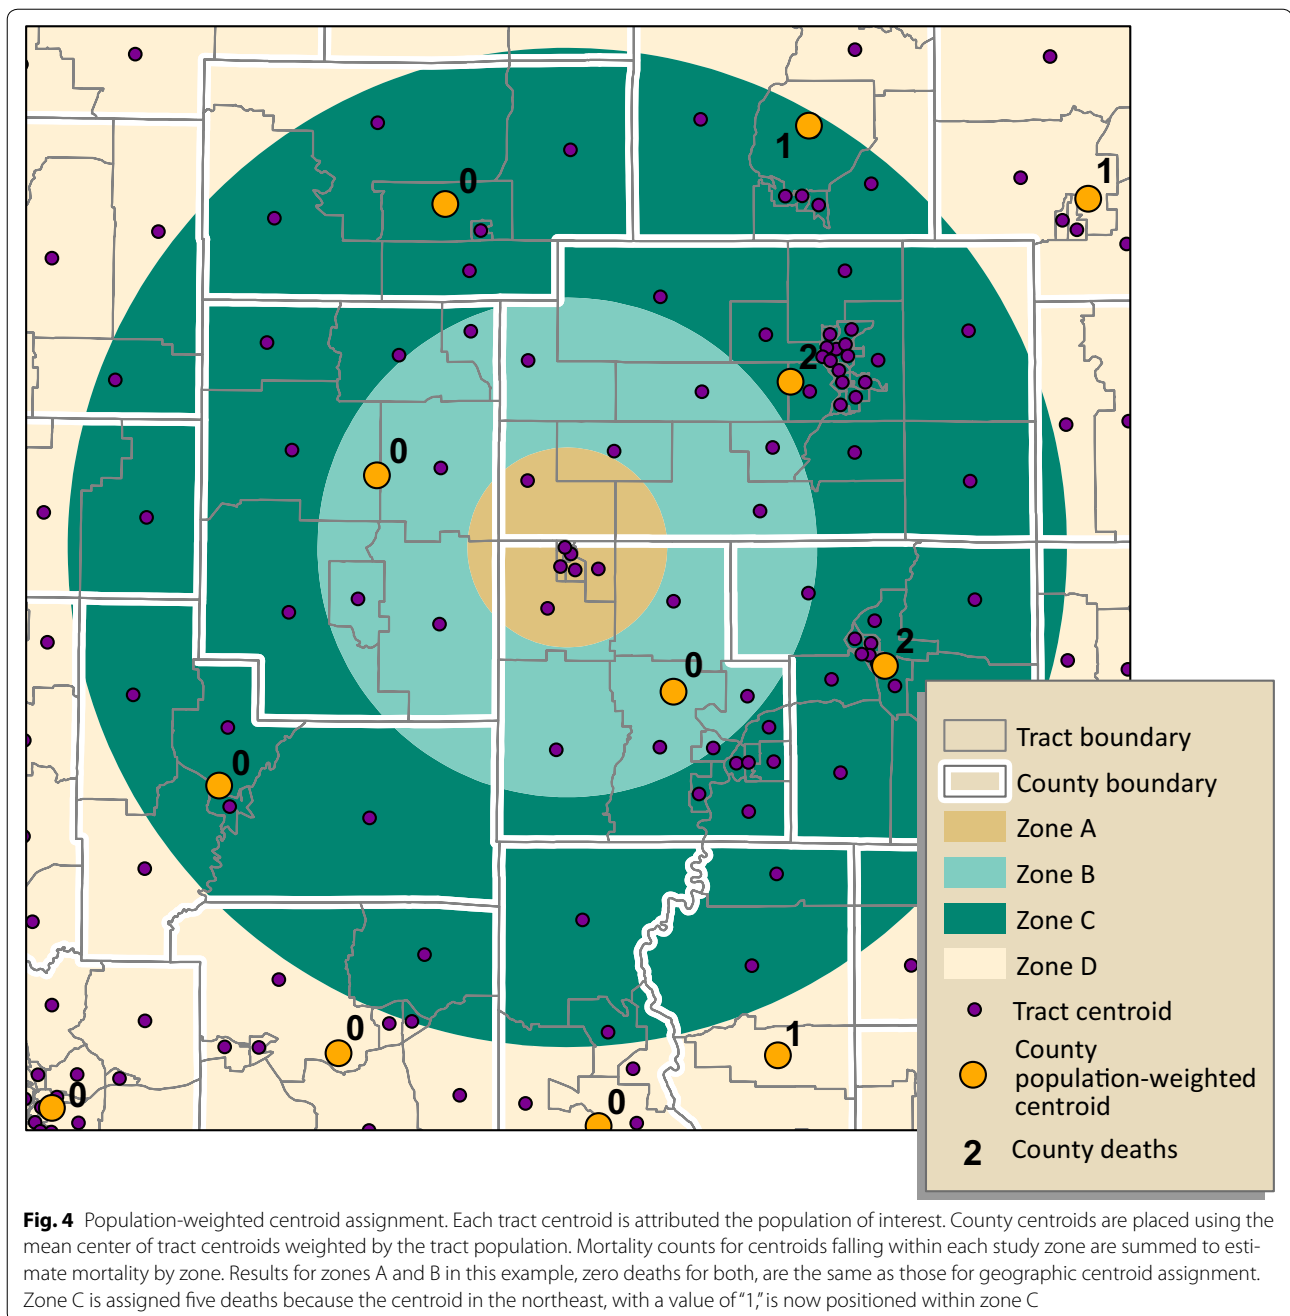 0
1
1
2
0
0
2
0
0
1
0
0
Tract boundary
County boundary
Zone A
Zone B
Zone C
Zone D
Tract centroid
County
population-weighted
centroid
2 County deaths
Fig. 4 Population-weighted centroid assignment. Each tract centroid is attributed the population of interest. County centroids are placed using the
mean center of tract centroids weighted by the tract population. Mortality counts for centroids falling within each study zone are summed to esti-
mate mortality by zone. Results for zones A and B in this example, zero deaths for both, are the same as those for geographic centroid assignment.
Zone C is assigned five deaths because the centroid in the northeast, with a value of “1,” is now positioned within zone C